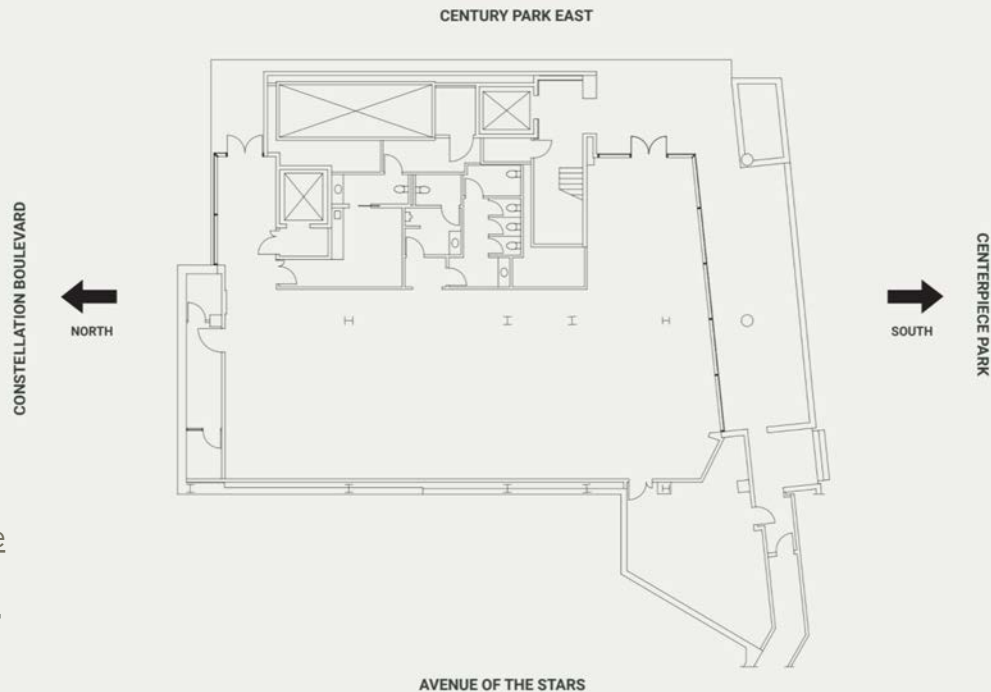 CENTURY PARK EAST
CONSTELLATION BOULEVARD
NORTH
SOUTH
CENTERPIECE PARK
AVENUE OF THE STARS